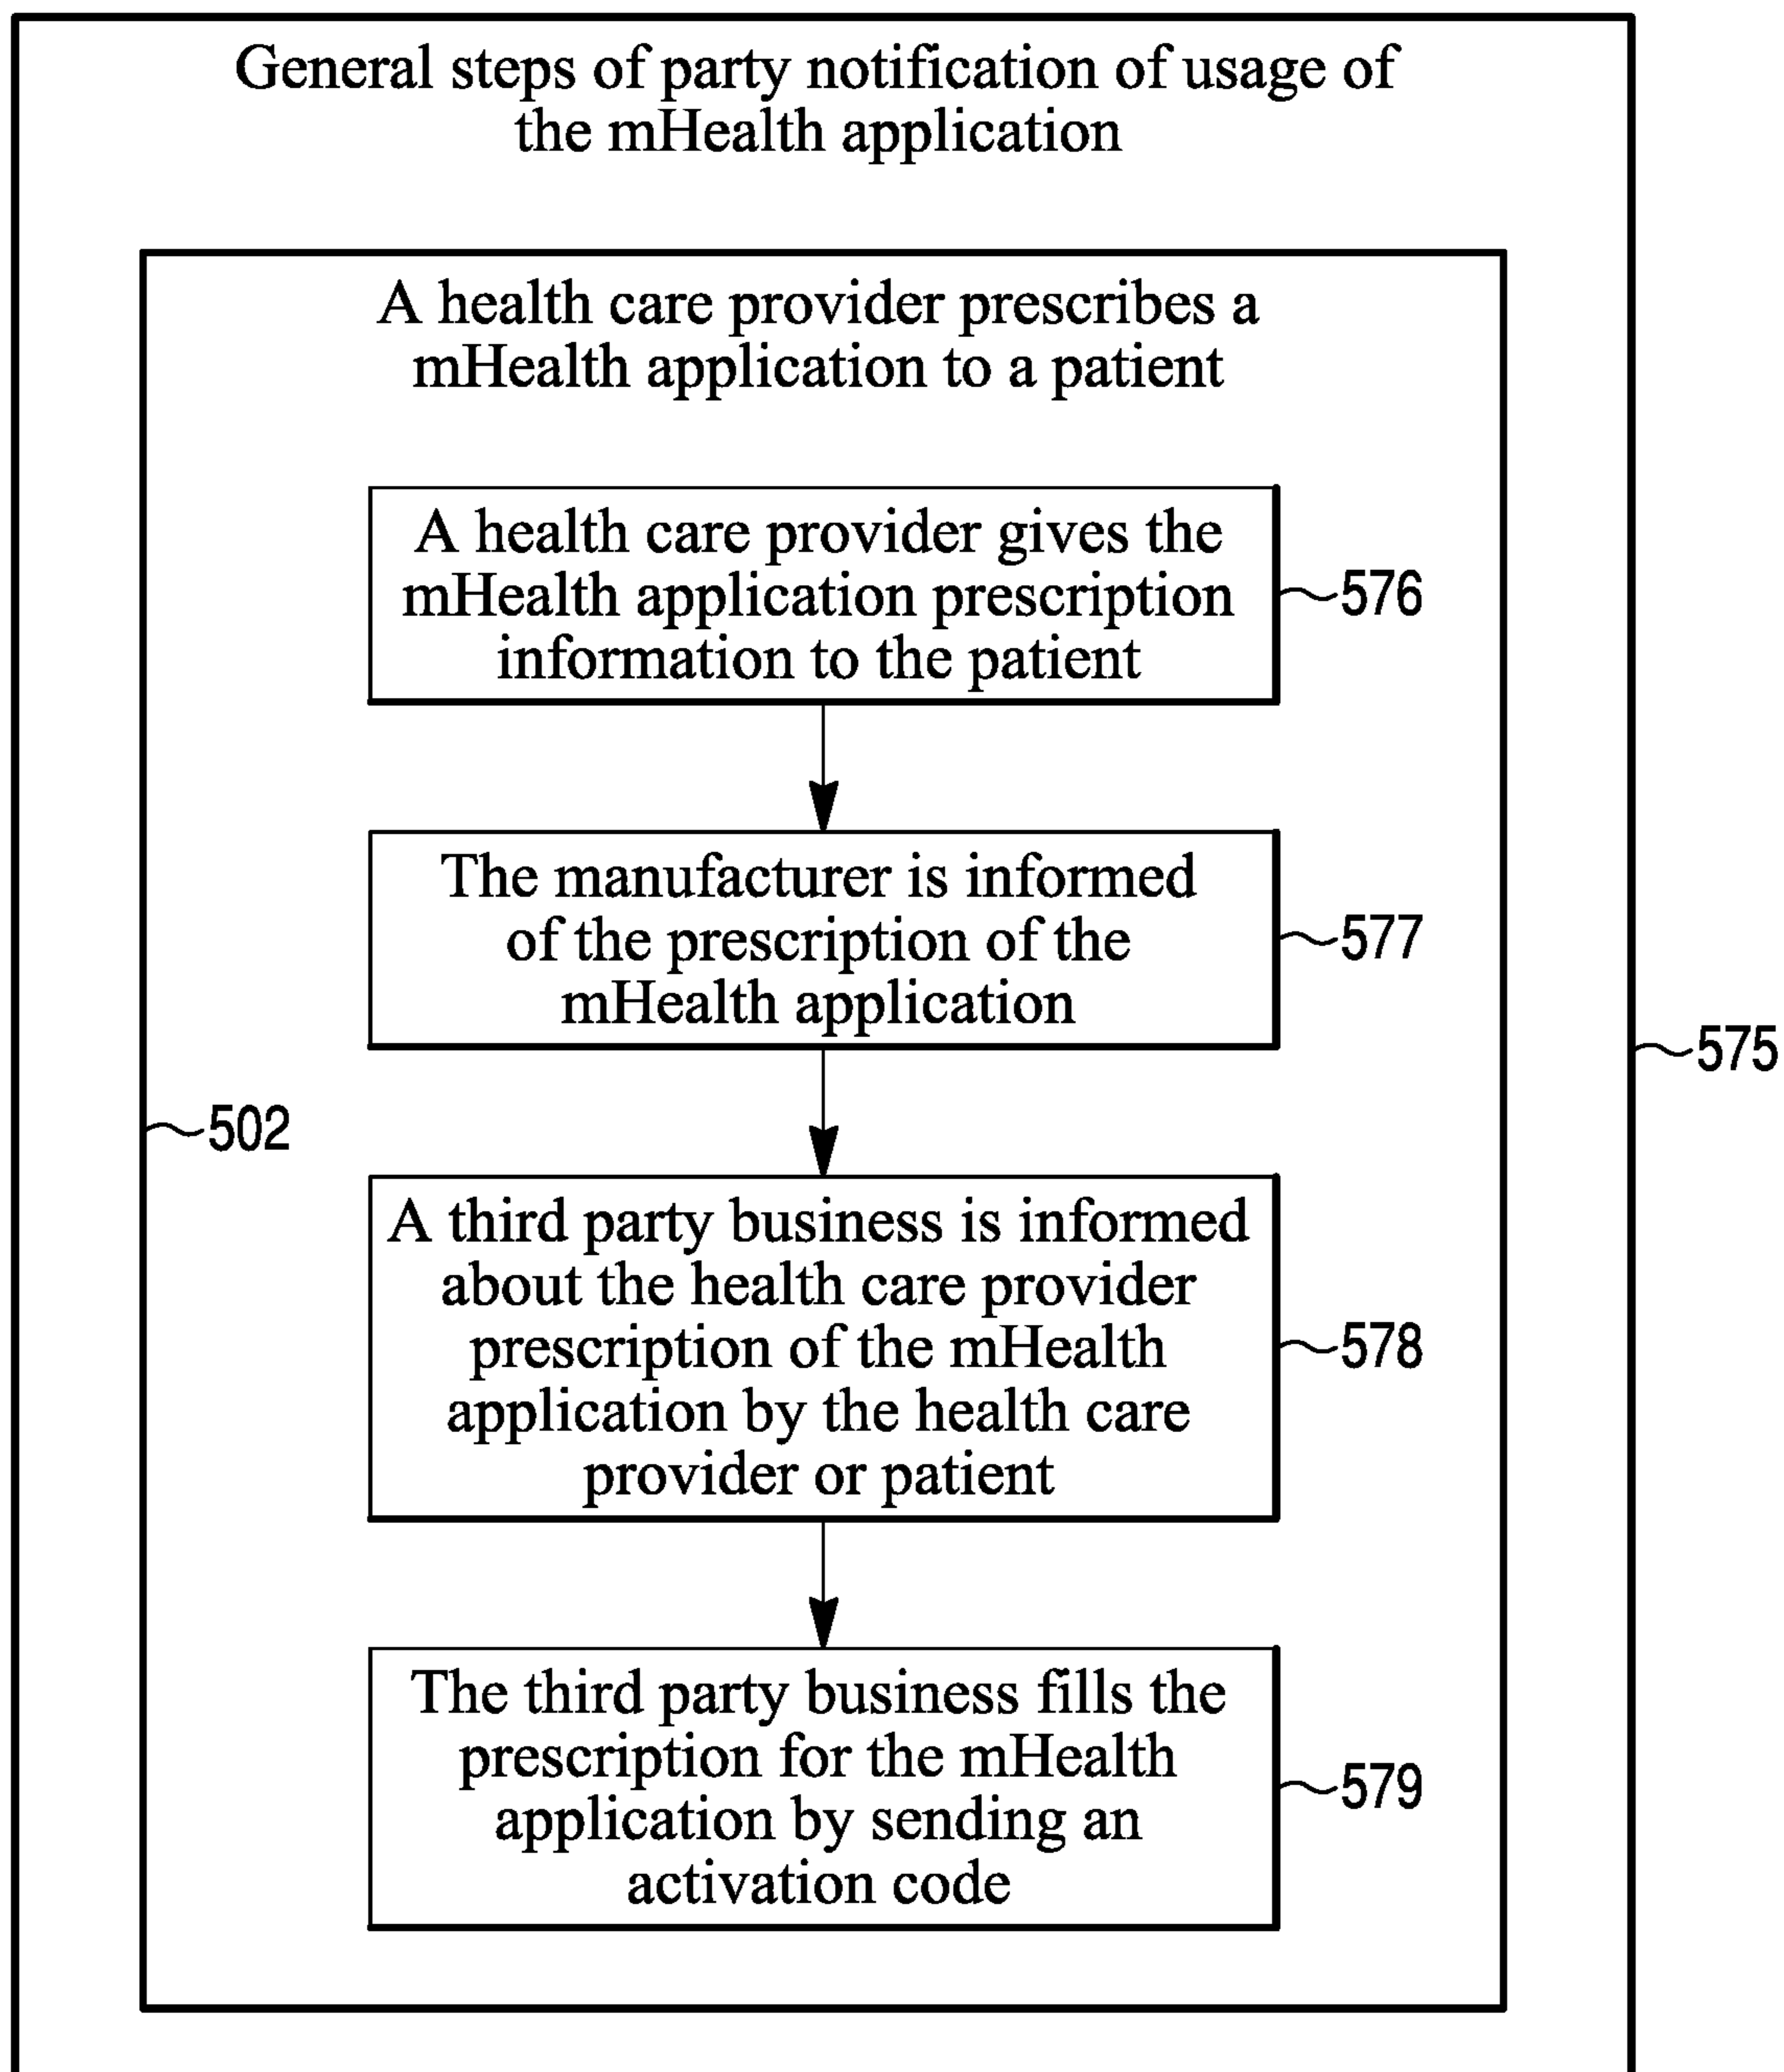 General steps of party notification of usage of
the mHealth application
A health care provider prescribes a
mHealth application to a patient
A health care provider gives the
mHealth application prescription
information to the patient
576
The manufacturer is informed
of the prescription of the
mHealth application
577
575
502
A third party business is informed
about the health care provider
prescription of the mHealth
application by the health care
provider or patient
578
The third party business fills the
prescription for the mHealth
application by sending an
activation code
579